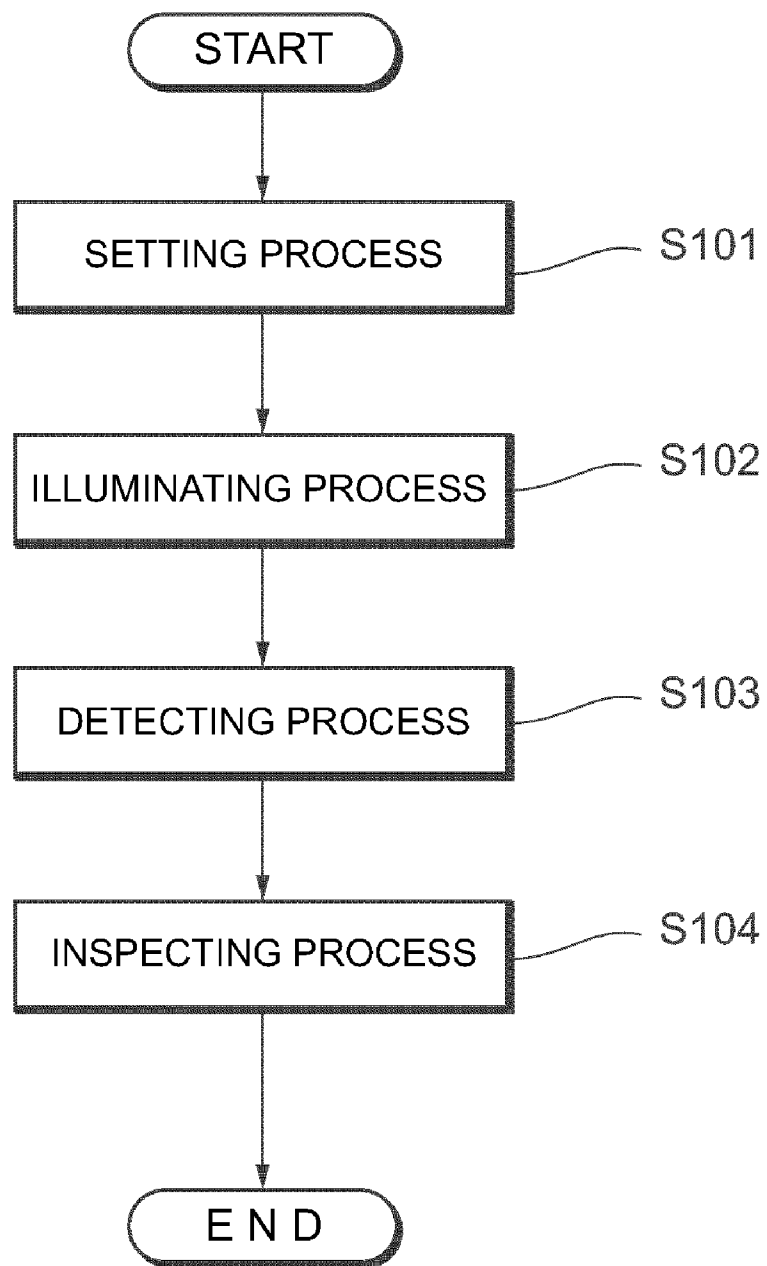 START
SETTING PROCESS
S101
ILLUMINATING PROCESS
S102
DETECTING PROCESS
S103
INSPECTING PROCESS
S104
E N D